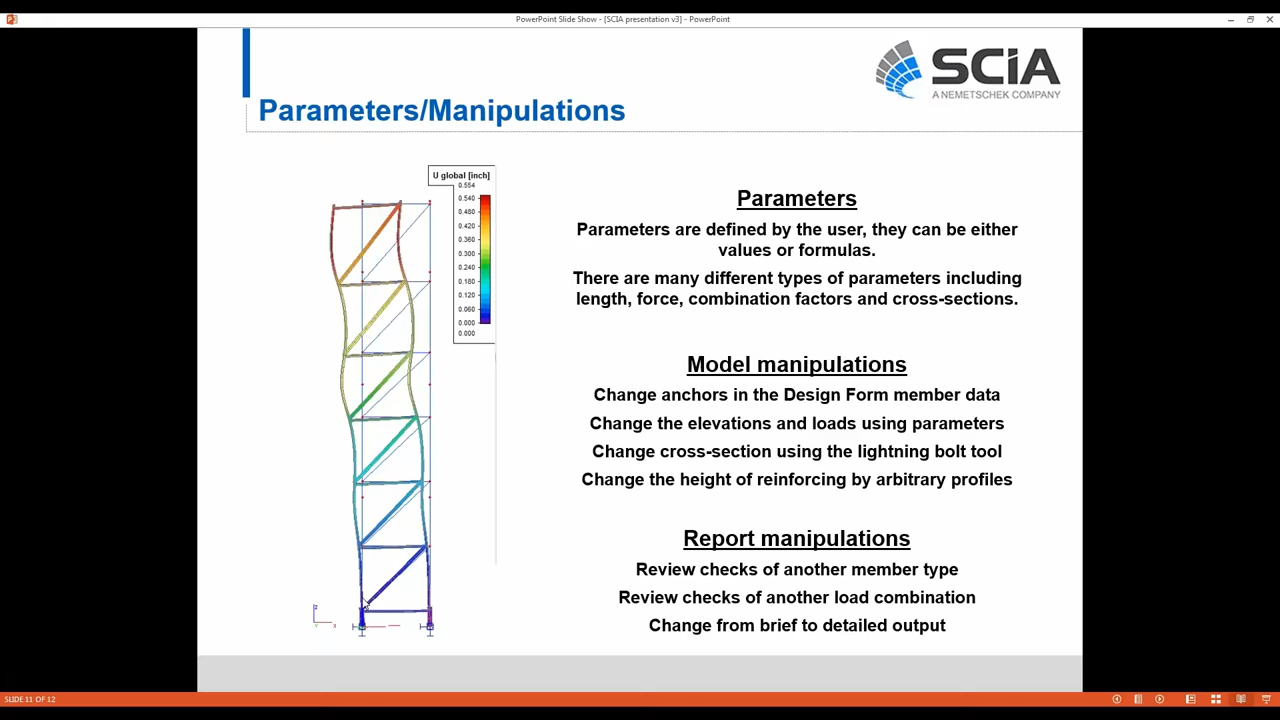 PowerPoint Slide Show - [SCIA presentation v3] - PowerPoint
SCIA
A NEMETSCHEK COMPANY
Parameters/Manipulations
U global [inch]
0.554
0.540
0.480
0.420
0.360
0.300
0.240
0.180
0.120
0.060
0.000
0.000
Parameters
Parameters are defined by the user, they can be either
values or formulas.
There are many different types of parameters including
length, force, combination factors and cross-sections.
Model manipulations
Change anchors in the Design Form member data
Change the elevations and loads using parameters
Change cross-section using the lightning bolt tool
Change the height of reinforcing by arbitrary profiles
Report manipulations
Review checks of another member type
Review checks of another load combination
Change from brief to detailed output
SLIDE 11 OF 12